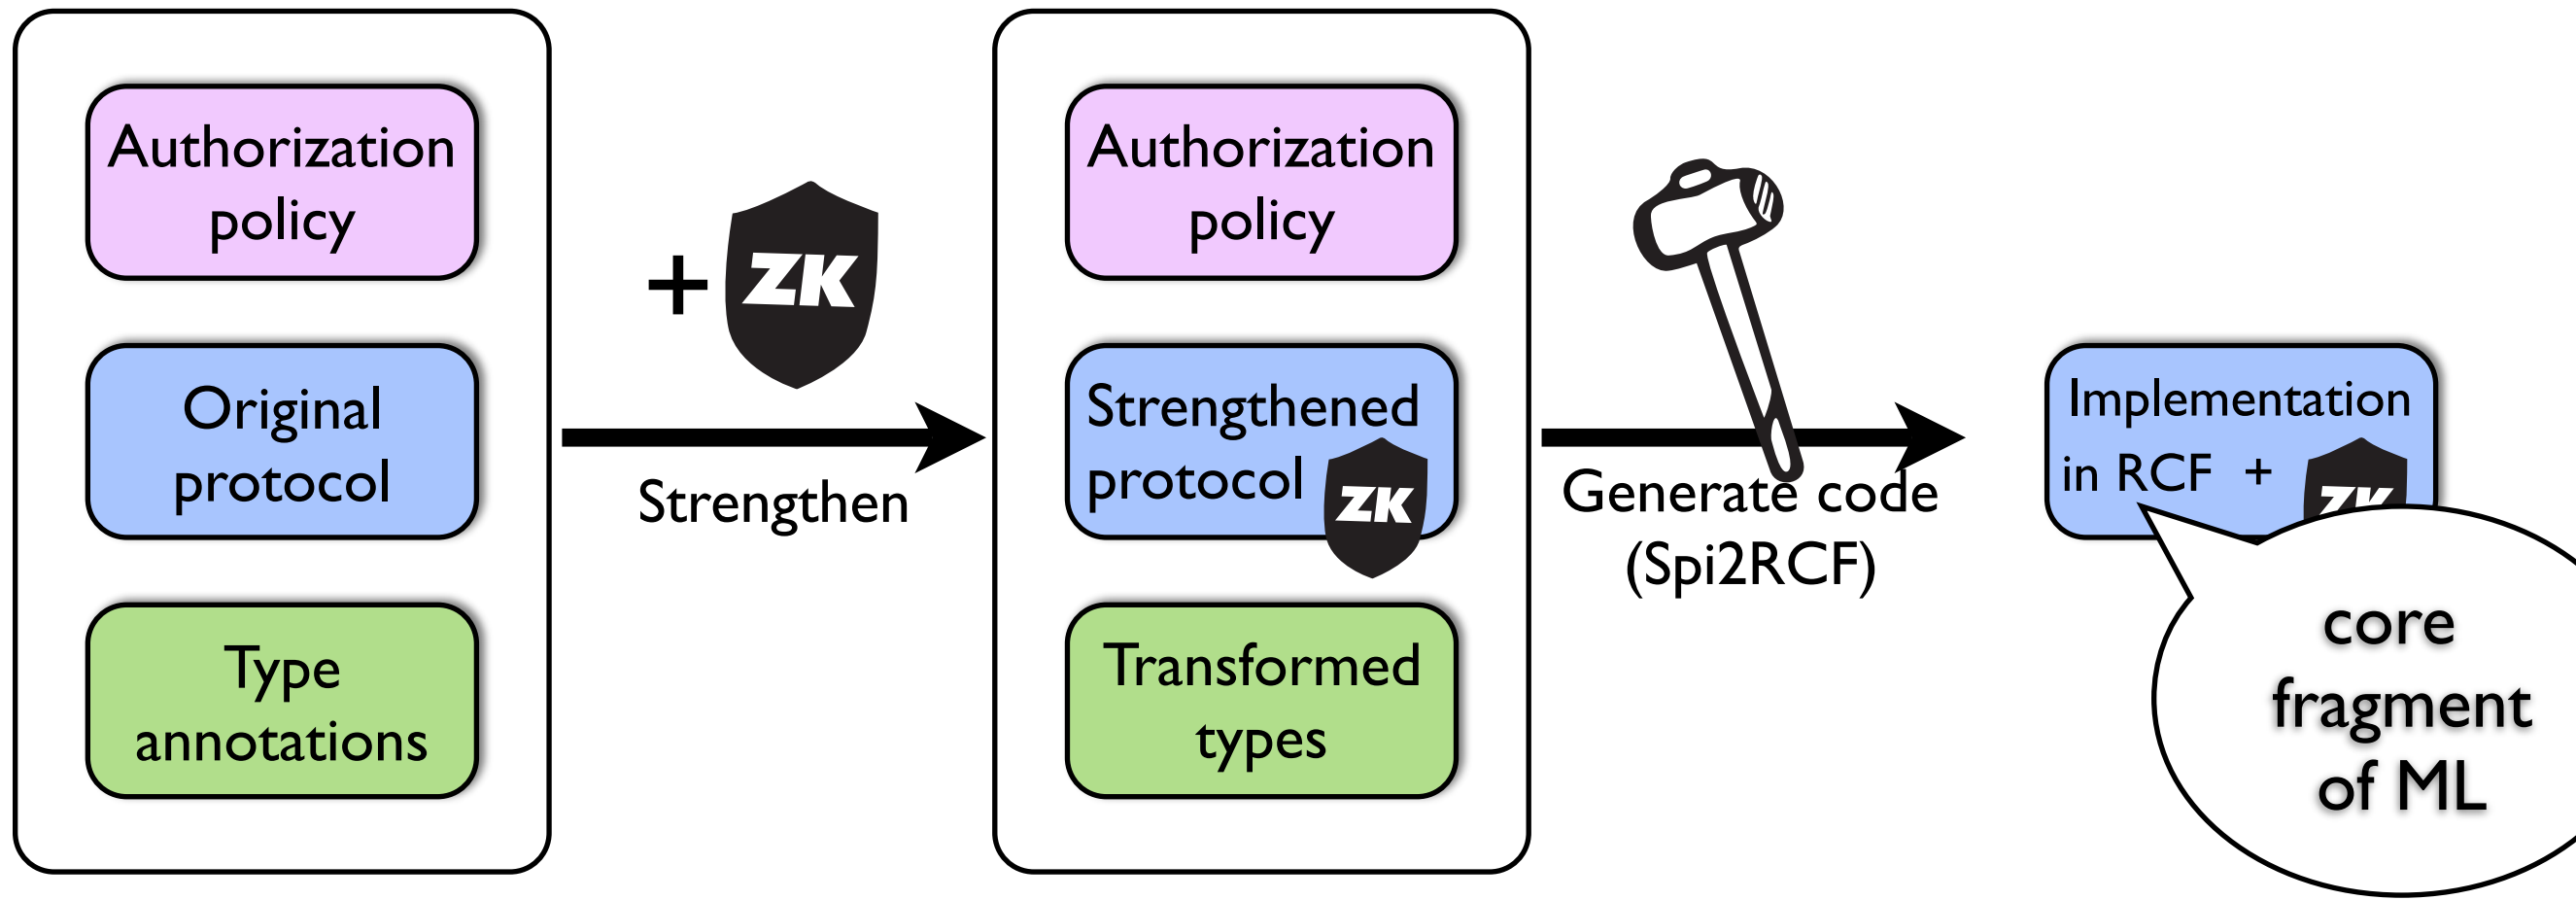 Authorization
policy
Original
protocol
Type
annotations
+
ZK
Strengthen
Authorization
policy
Strengthened
protocol
ZK
Transformed
types
Generate code
(Spi2RCF)
Implementation
in RCF +
ZK
core
fragment
of ML